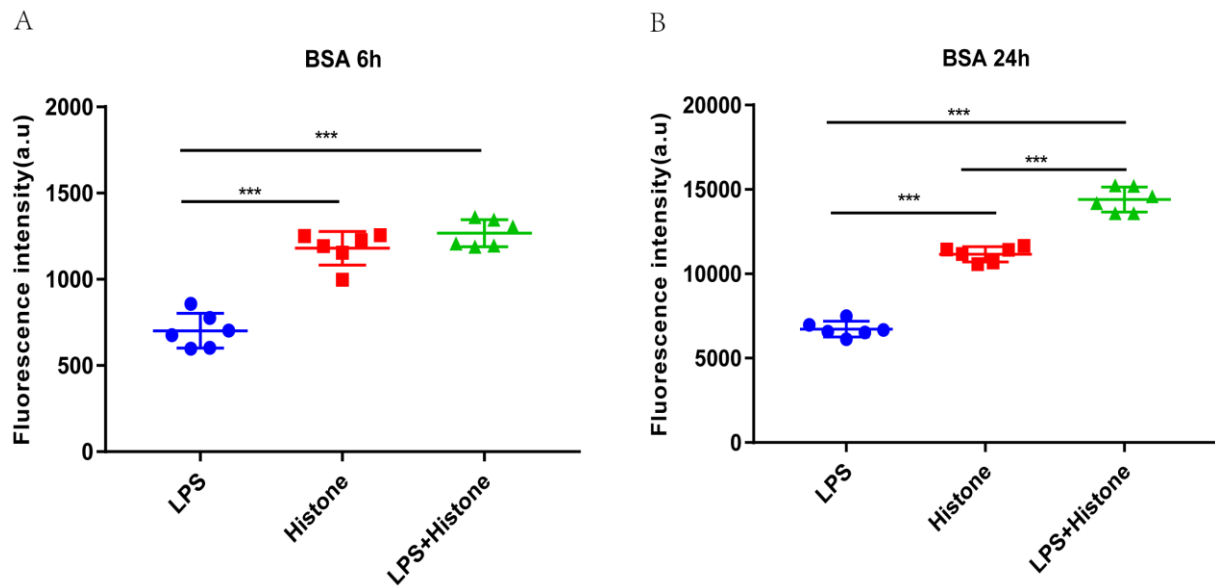 A
BSA 6h
Fluorescence intensity(a.u)
2000
1500
1000
500
0
***
***
LPS
Histone
LPS+Histone
B
BSA 24h
Fluorescence intensity(a.u)
20000
15000
10000
5000
0
***
***
***
LPS
Histone
LPS+Histone